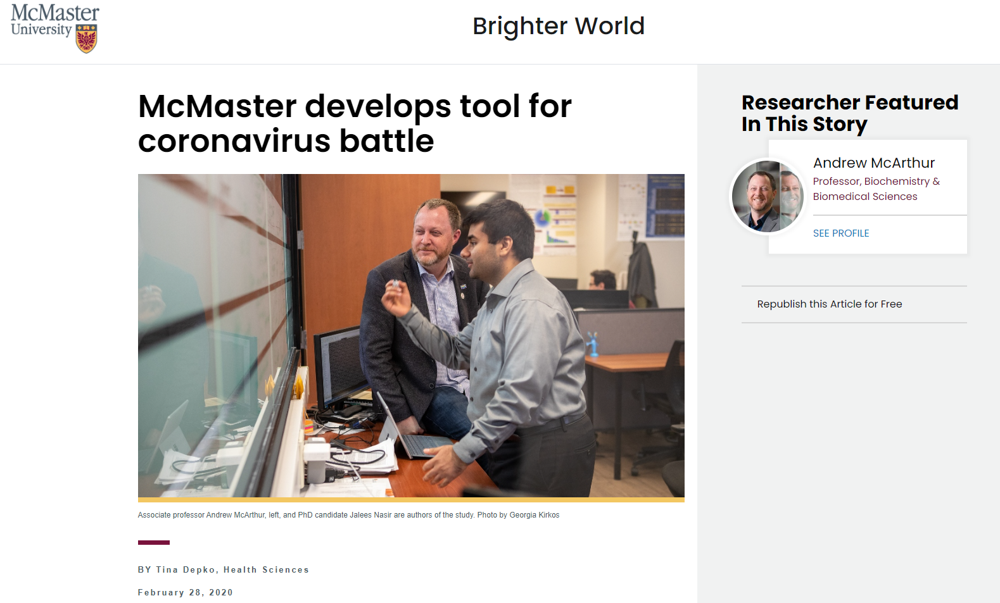 McMaster
University
Brighter World
McMaster develops tool for
coronavirus battle
Associate professor Andrew McArthur, left, and PhD candidate Jalees Nasir are authors of the study. Photo by Georgia Kirkos
BY Tina Depko, Health Sciences
February 28, 2020
Researcher Featured
In This Story
Andrew McArthur
Professor, Biochemistry &
Biomedical Sciences
SEE PROFILE
Republish this Article for Free